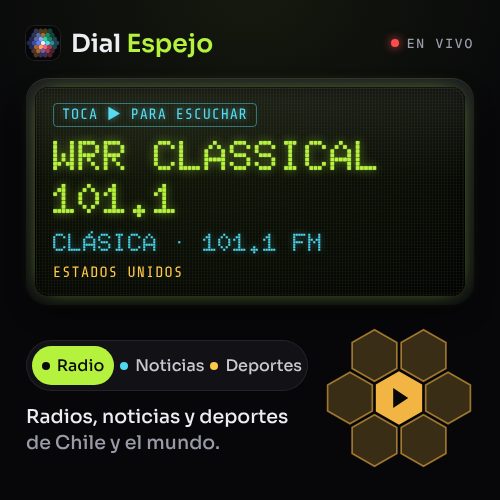 Dial Espejo
EN VIVO
TOCA ▶ PARA ESCUCHAR
WRR CLASSICAL
101.1
CLÁSICA · 101.1 FM
ESTADOS UNIDOS
Radio
Noticias
Deportes
Radios, noticias y deportes
de Chile y el mundo.